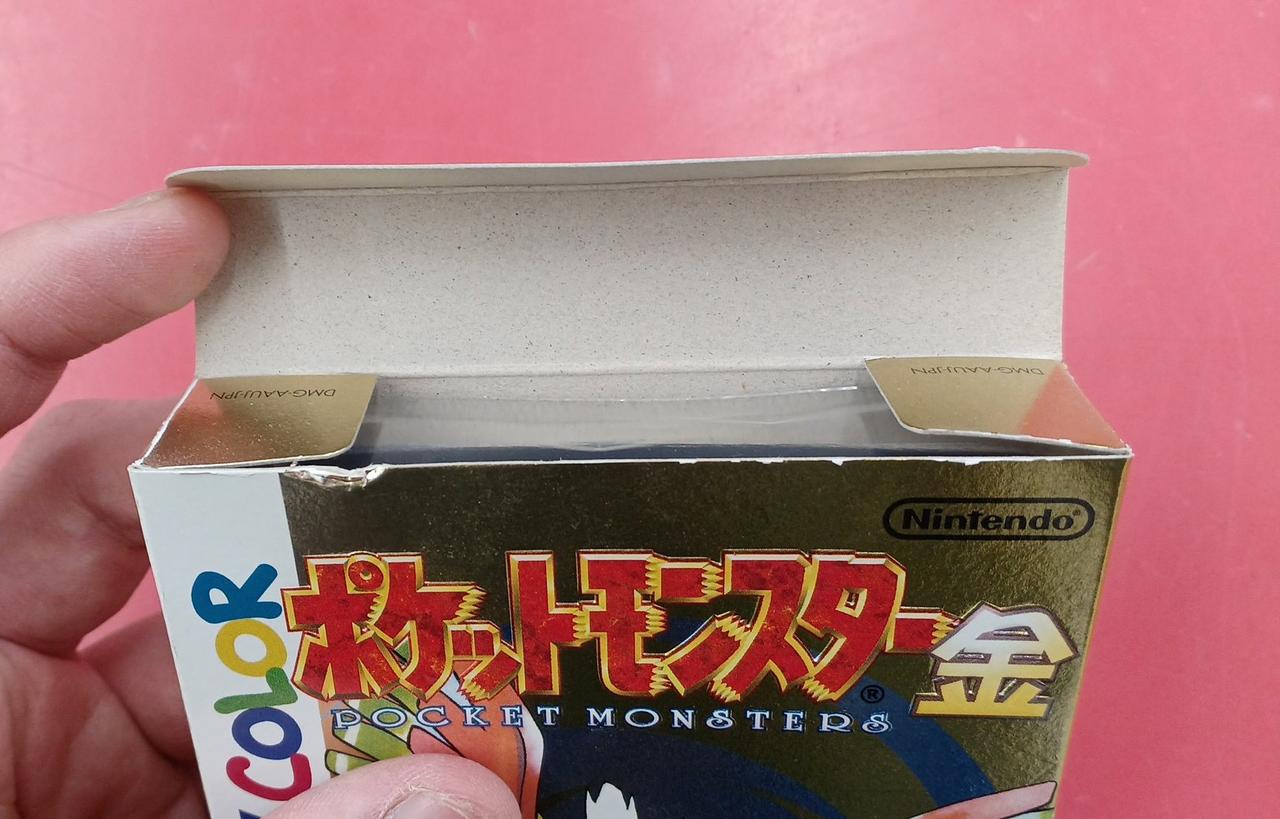 DMG-AAUJ-JPN
DMG-AAUJ-JPN
Nintendo®
ポケットモンスター金
®
POCKET MONSTERS
COLOR